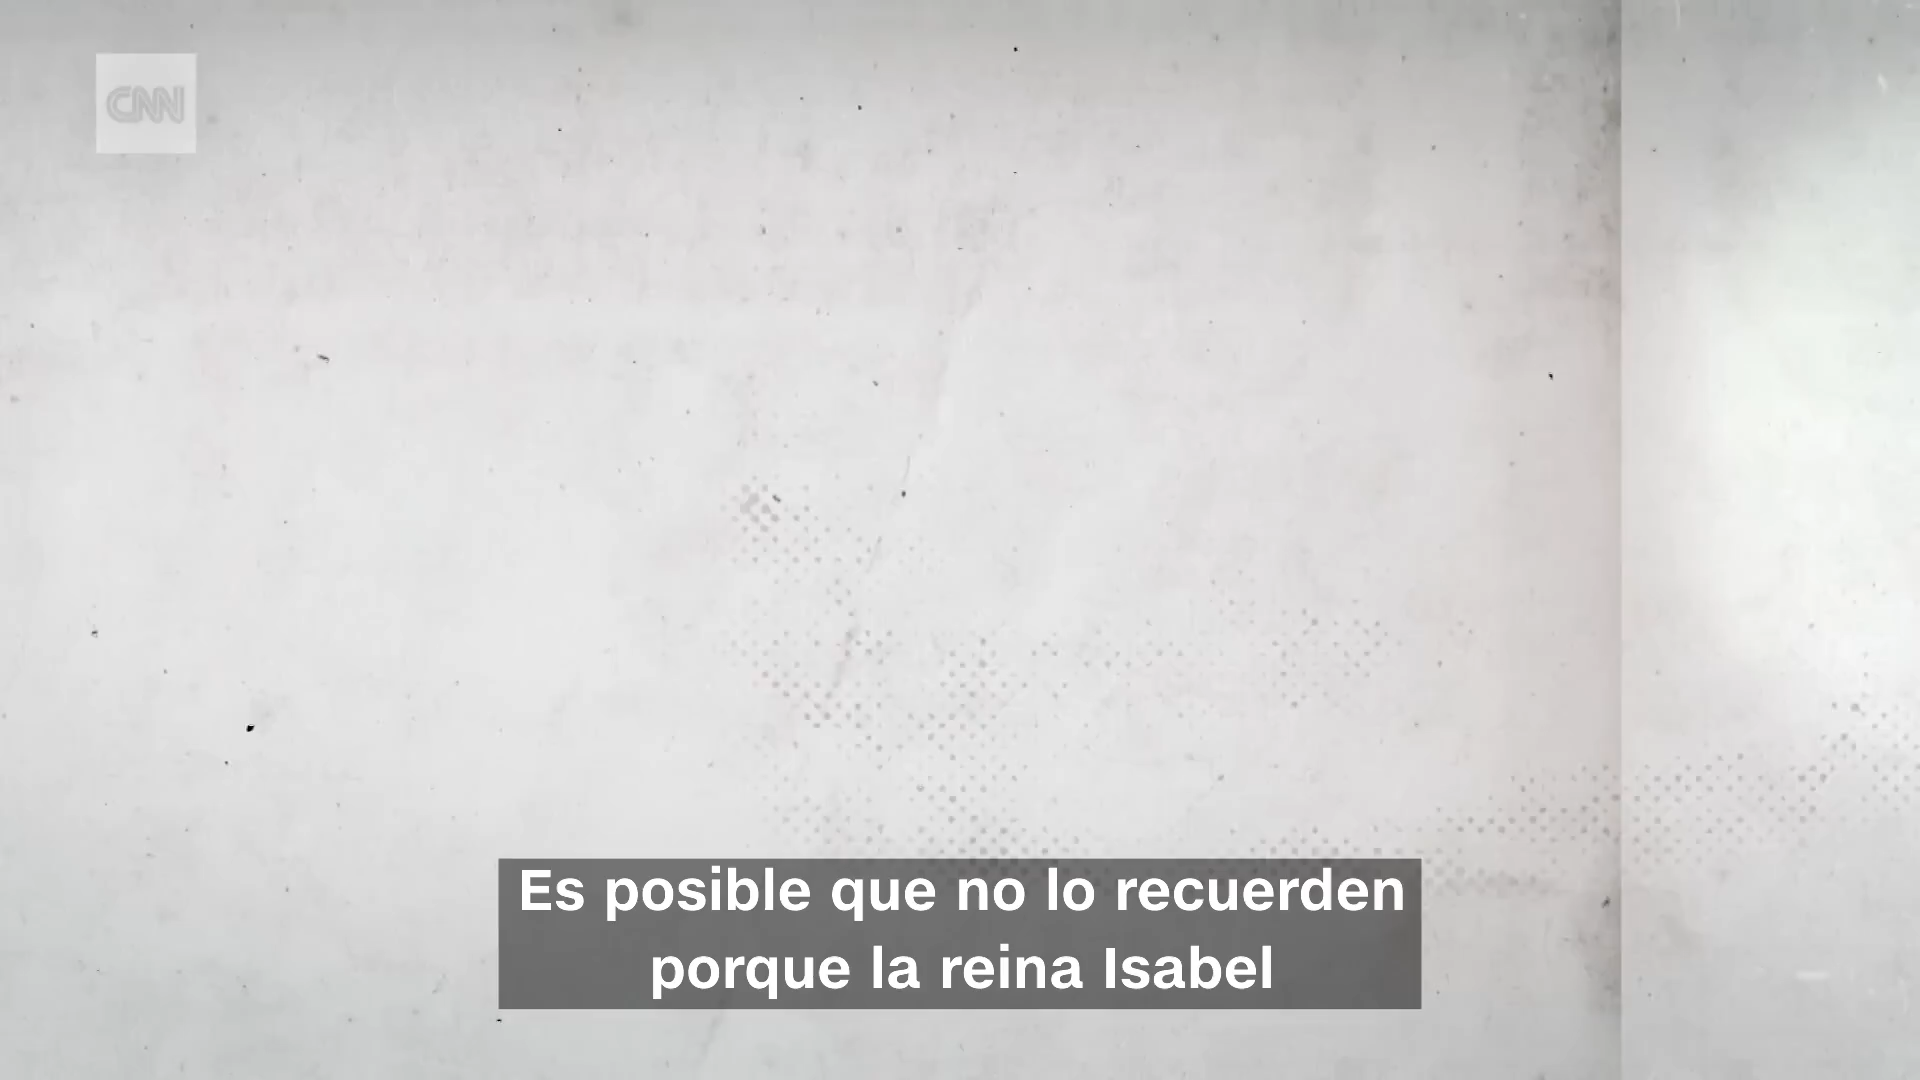 CNN
Es posible que no lo recuerden
porque la reina Isabel